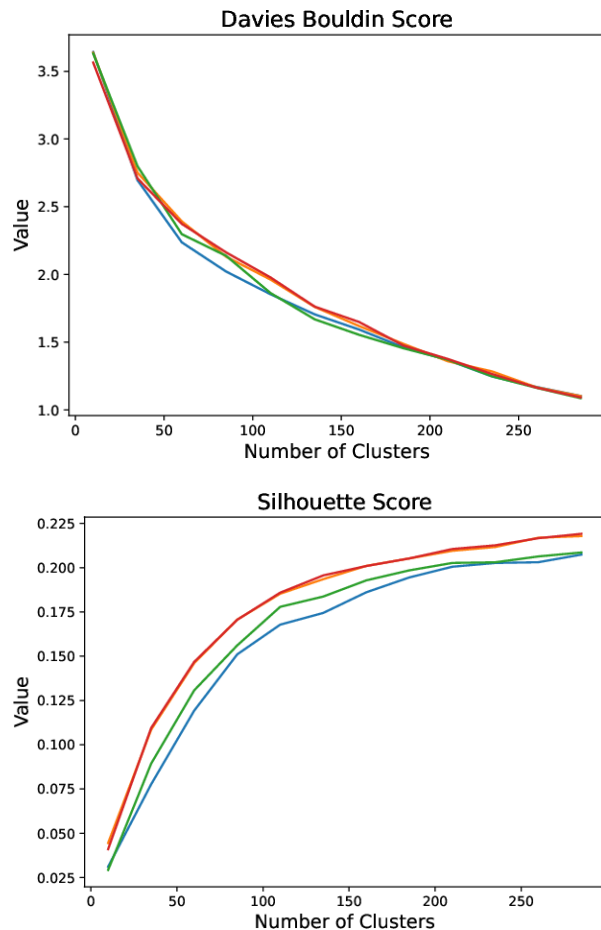 Davies Bouldin Score
3.5
3.0
2.5
2.0
1.5
1.0
Value
0 50 100 150 200 250
Number of Clusters
Silhouette Score
0.225
0.200
0.175
0.150
0.125
0.100
0.075
0.050
0.025
Value
0 50 100 150 200 250
Number of Clusters